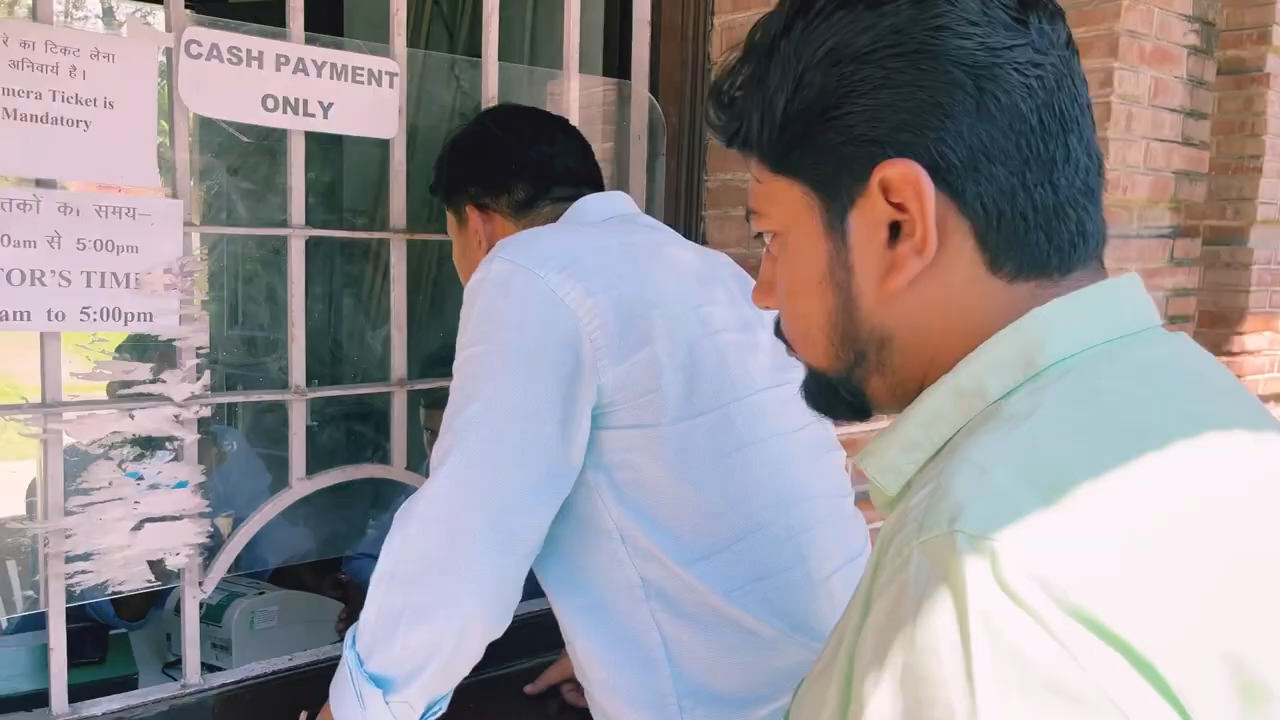 रे का टिकट लेना
अनिवार्य है।
mera Ticket is
Mandatory
CASH PAYMENT
ONLY
तकों का समय–
0am से 5:00pm
TOR'S TIME
am to 5:00pm